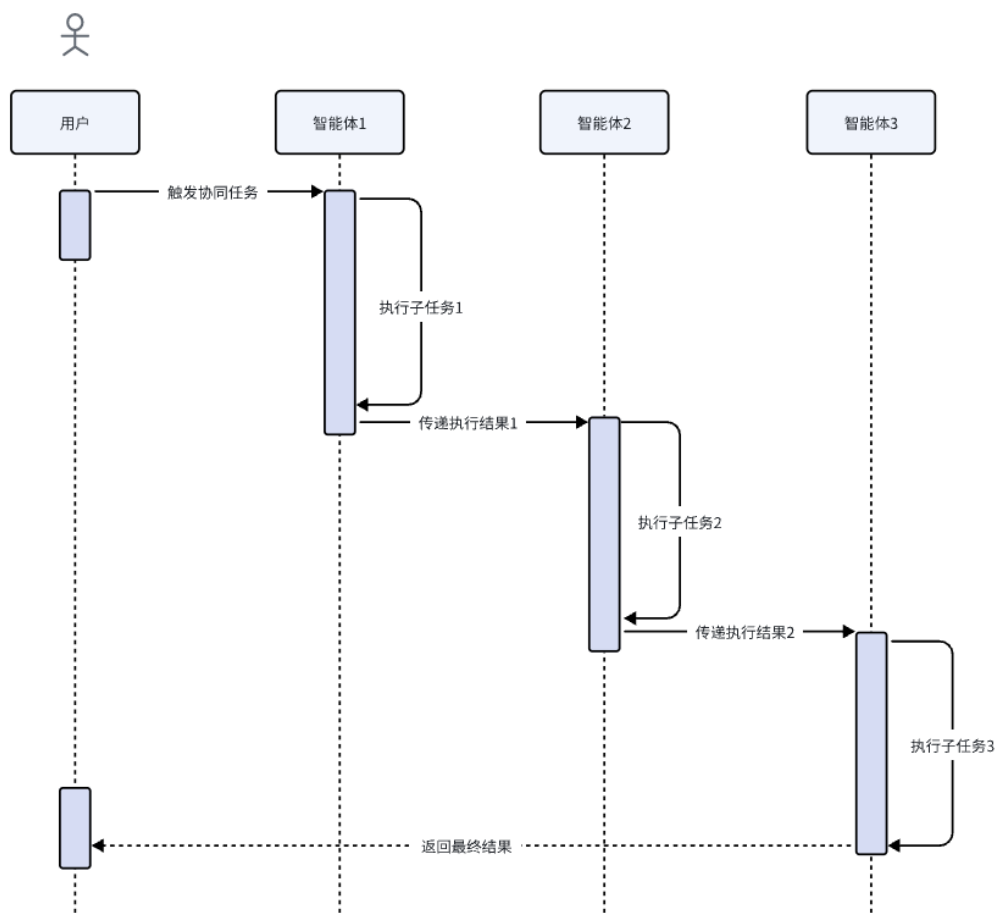 用户
智能体1
智能体2
智能体3
触发协同任务
执行子任务1
传递执行结果1
执行子任务2
传递执行结果2
执行子任务3
返回最终结果